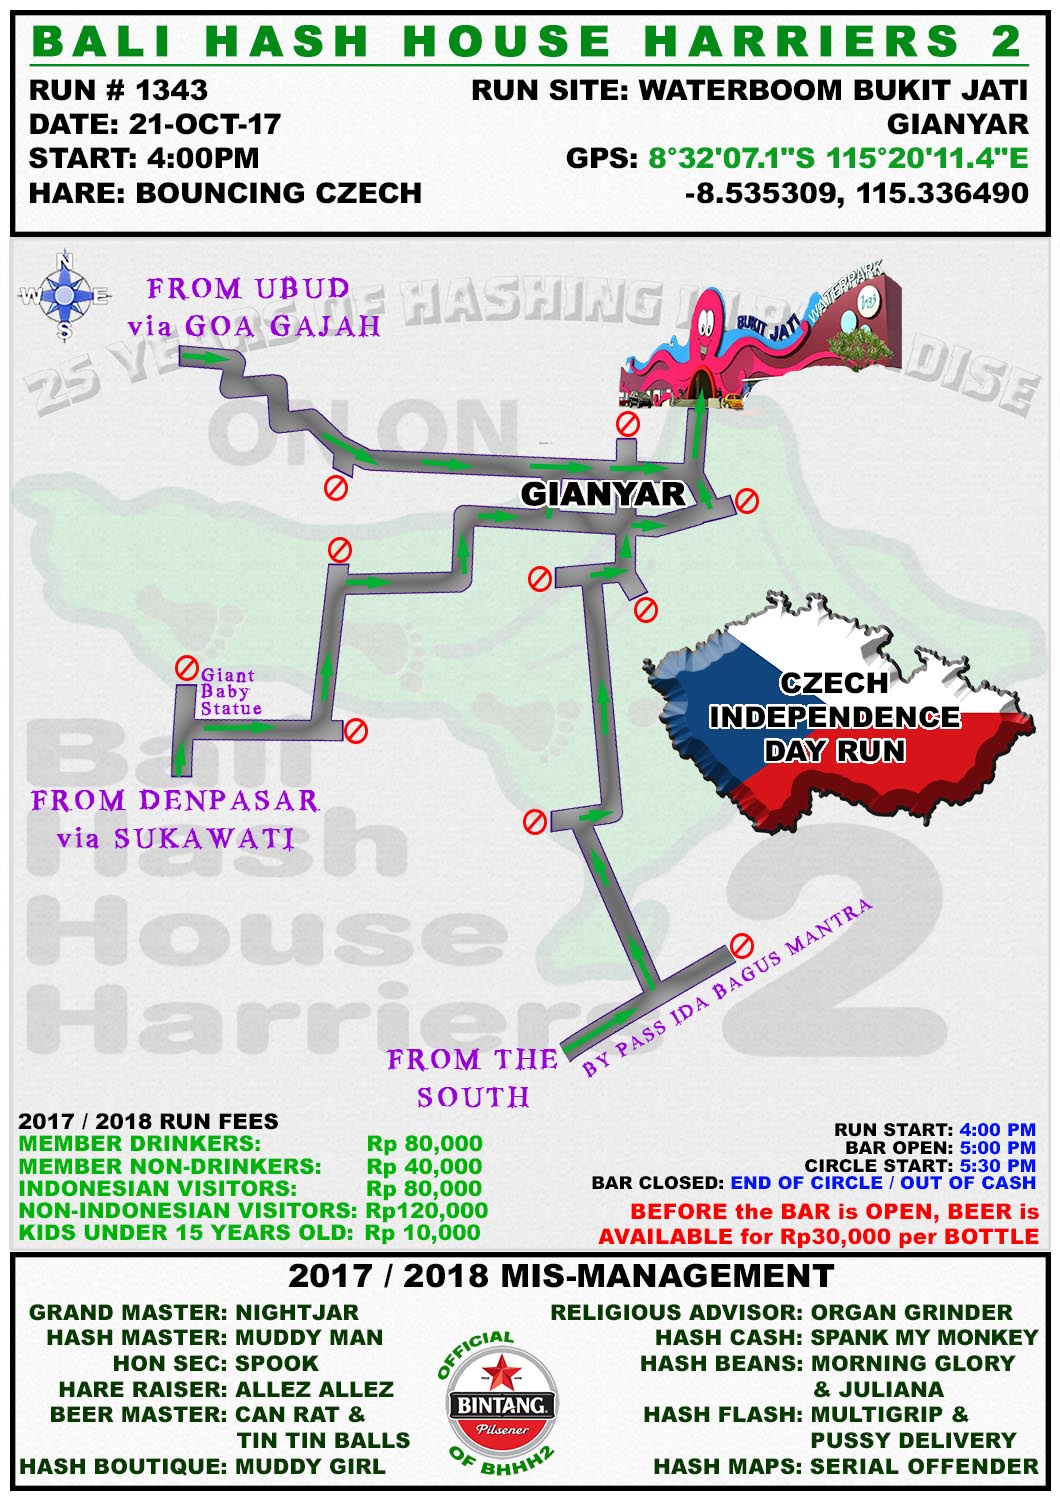 BALI HASH HOUSE HARRIERS 2
RUN # 1343
DATE: 21-OCT-17
START: 4:00PM
HARE: BOUNCING CZECH
RUN SITE: WATERBOOM BUKIT JATI
GIANYAR
GPS: 8°32'07.1"S 115°20'11.4"E
-8.535309, 115.336490
N
W E
S
FROM UBUD
via GOA GAJAH
25 YEARS OF HASHING IN PARADISE
BUKIT JATI WATERPARK
ON ON
GIANYAR
Giant
Baby
Statue
CZECH
INDEPENDENCE
DAY RUN
FROM DENPASAR
via SUKAWATI
Bali
Hash
House
Harriers
2
BY PASS IDA BAGUS MANTRA
FROM THE
SOUTH
2017 / 2018 RUN FEES
MEMBER DRINKERS: Rp 80,000
MEMBER NON-DRINKERS: Rp 40,000
INDONESIAN VISITORS: Rp 80,000
NON-INDONESIAN VISITORS: Rp120,000
KIDS UNDER 15 YEARS OLD: Rp 10,000
RUN START: 4:00 PM
BAR OPEN: 5:00 PM
CIRCLE START: 5:30 PM
BAR CLOSED: END OF CIRCLE / OUT OF CASH
BEFORE the BAR is OPEN, BEER is
AVAILABLE for Rp30,000 per BOTTLE
2017 / 2018 MIS-MANAGEMENT
GRAND MASTER: NIGHTJAR
HASH MASTER: MUDDY MAN
HON SEC: SPOOK
HARE RAISER: ALLEZ ALLEZ
BEER MASTER: CAN RAT &
TIN TIN BALLS
HASH BOUTIQUE: MUDDY GIRL
OFFICIAL
BINTANG
Pilsener
OF BHHH2
RELIGIOUS ADVISOR: ORGAN GRINDER
HASH CASH: SPANK MY MONKEY
HASH BEANS: MORNING GLORY
& JULIANA
HASH FLASH: MULTIGRIP &
PUSSY DELIVERY
HASH MAPS: SERIAL OFFENDER